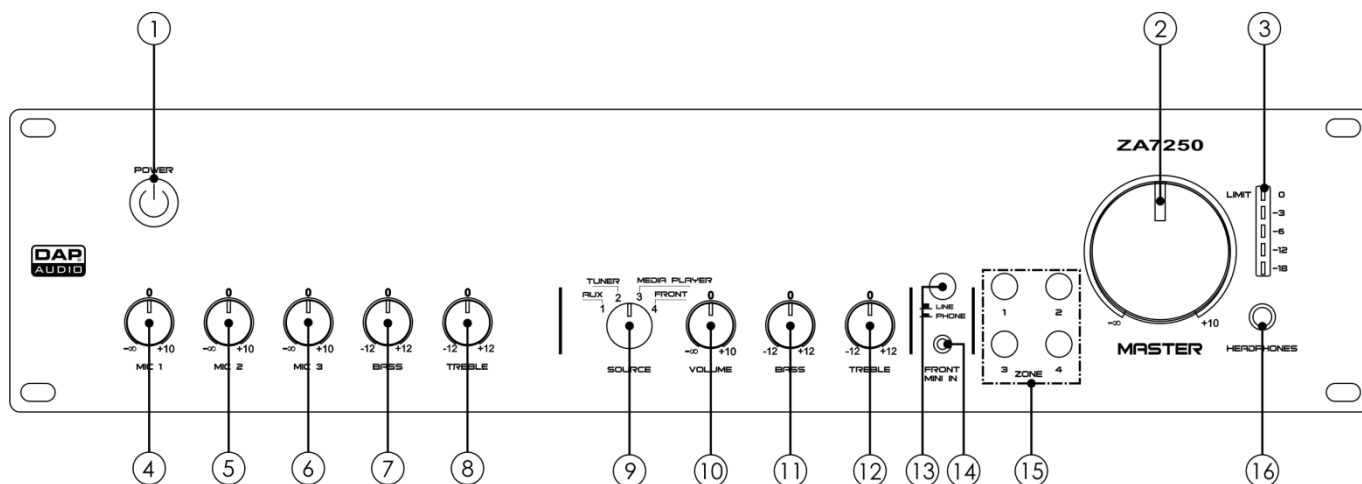 1 2 3
ZA7250
POWER
LIMIT 0
-3
-6
-12
-18
DAP®
AUDIO
TUNER MEDIA PLAYER
AUX 2 3 FRONT
1 4
0 0 0 0 0 0 0 0
LINE
PHONE
1 2
-∞ +10 -∞ +10 -∞ +10 -12 +12 -12 +12 -∞ +10 -12 +12 -12 +12 -∞ +10
MIC 1 MIC 2 MIC 3 BASS TREBLE SOURCE VOLUME BASS TREBLE FRONT
MINI IN
3 ZONE 4
MASTER HEADPHONES
4 5 6 7 8 9 10 11 12 13 14 15 16